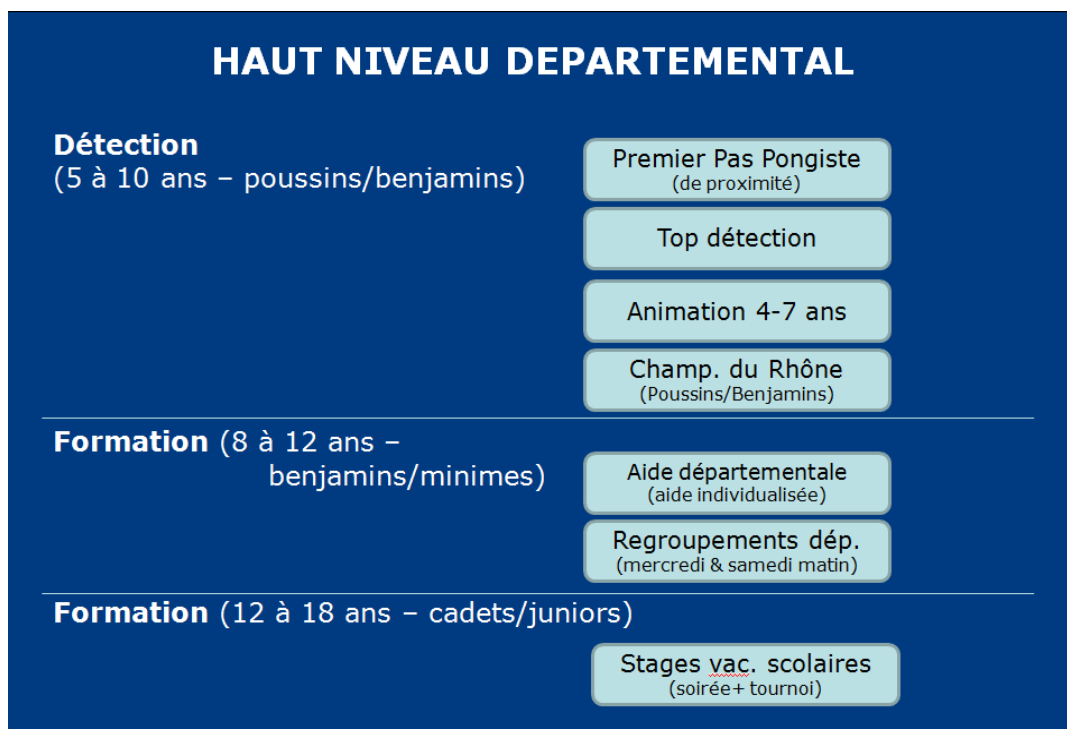 HAUT NIVEAU DEPARTEMENTAL
Détection
(5 à 10 ans – poussins/benjamins)
Premier Pas Pongiste
(de proximité)
Top détection
Animation 4-7 ans
Champ. du Rhône
(Poussins/Benjamins)
Formation (8 à 12 ans –
benjamins/minimes)
Aide départementale
(aide individualisée)
Regroupements dép.
(mercredi & samedi matin)
Formation (12 à 18 ans – cadets/juniors)
Stages vac. scolaires
(soirée+ tournoi)